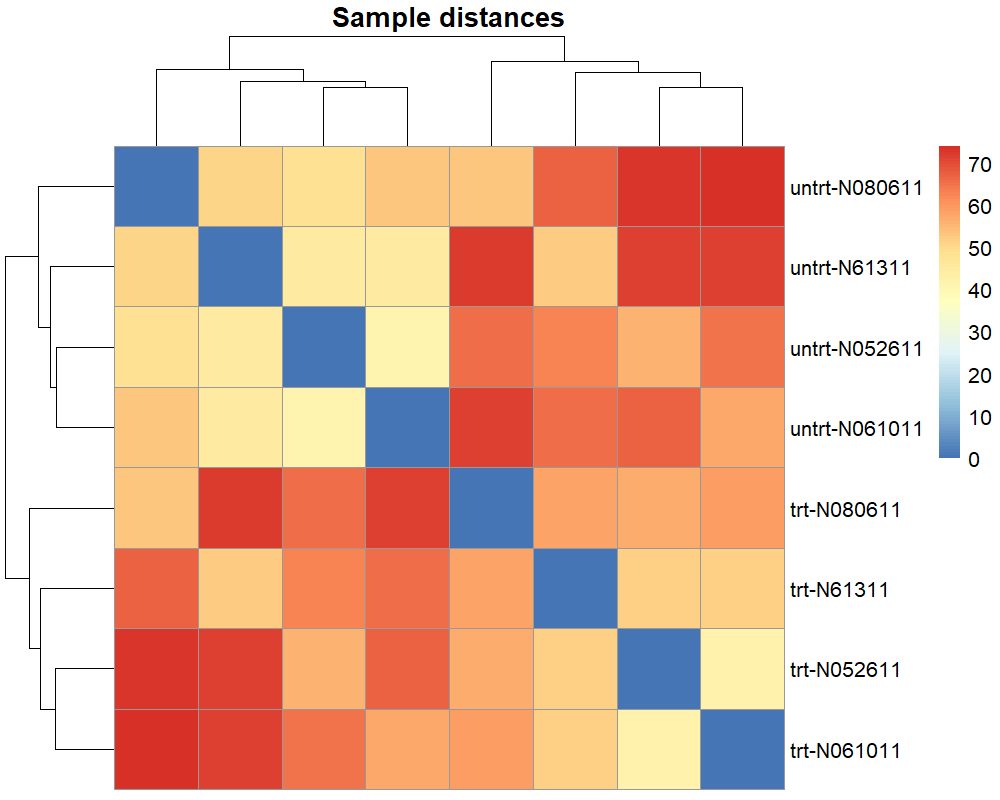 Sample distances
untrt-N080611
untrt-N61311
untrt-N052611
untrt-N061011
trt-N080611
trt-N61311
trt-N052611
trt-N061011
70
60
50
40
30
20
10
0